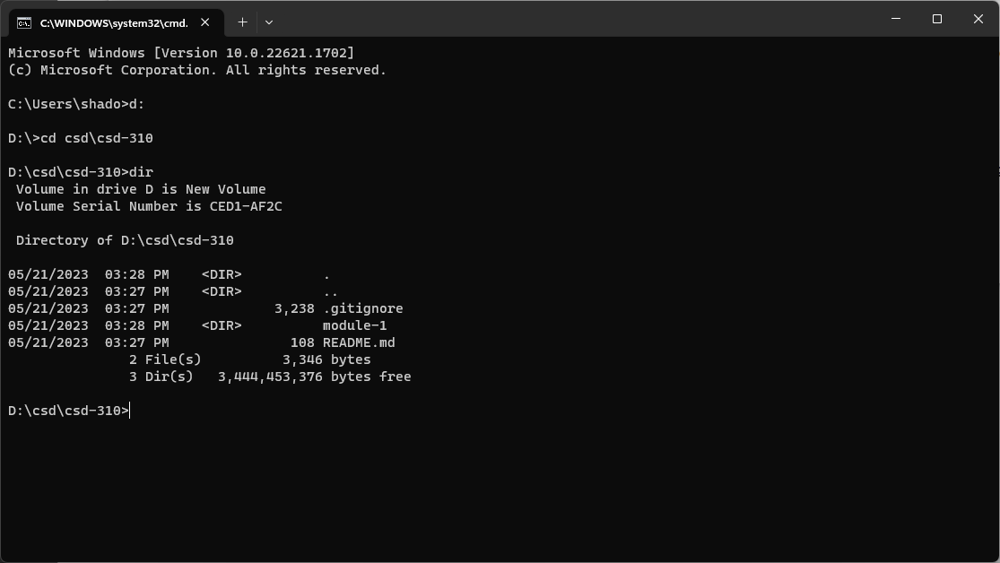 C:\WINDOWS\system32\cmd.
Microsoft Windows [Version 10.0.22621.1702]
(c) Microsoft Corporation. All rights reserved.
C:\Users\shado>d:
D:\>cd csd\csd-310
D:\csd\csd-310>dir
 Volume in drive D is New Volume
 Volume Serial Number is CED1-AF2C
 Directory of D:\csd\csd-310
05/21/2023  03:28 PM    <DIR>          .
05/21/2023  03:27 PM    <DIR>          ..
05/21/2023  03:27 PM             3,238 .gitignore
05/21/2023  03:28 PM    <DIR>          module-1
05/21/2023  03:27 PM               108 README.md
               2 File(s)          3,346 bytes
               3 Dir(s)   3,444,453,376 bytes free
D:\csd\csd-310>